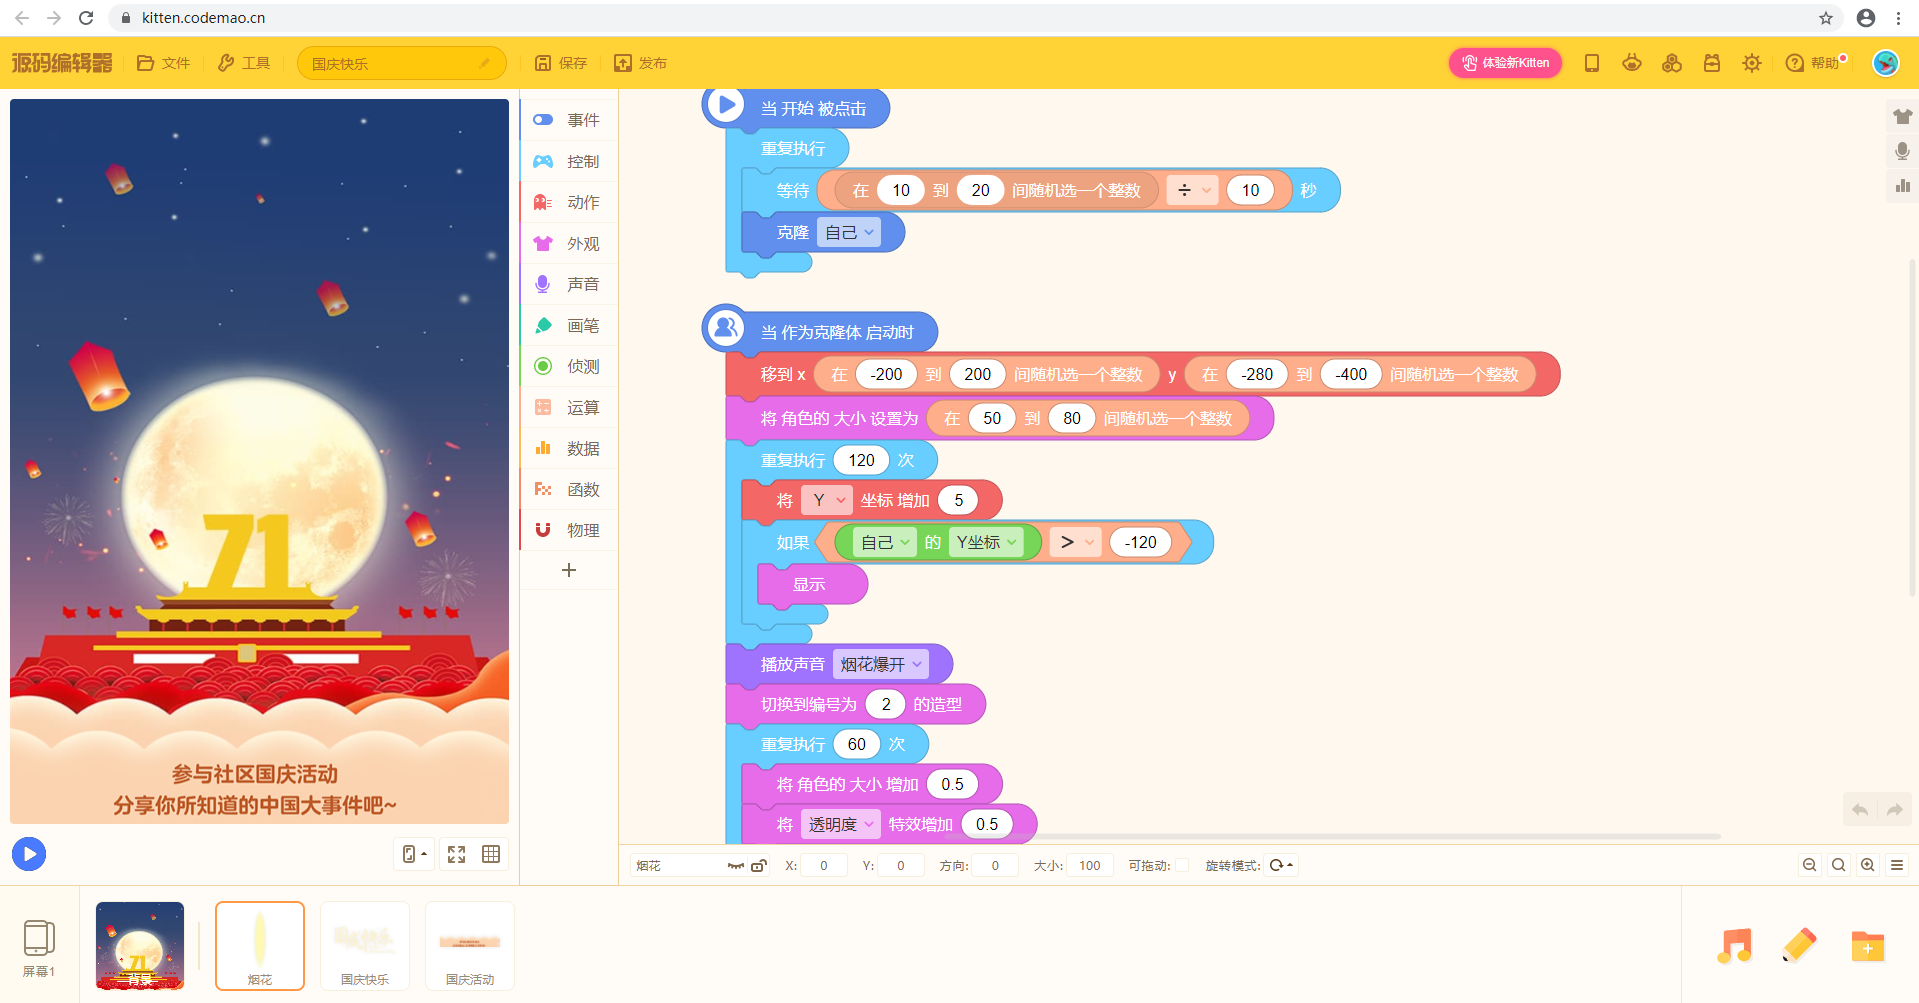 kitten.codemao.cn
源码编辑器 文件 工具 国庆快乐 保存 发布 体验新Kitten 帮助
事件
控制
动作
外观
声音
画笔
侦测
运算
数据
函数
物理
当 开始 被点击
重复执行
等待 在 10 到 20 间随机选一个整数 ÷ 10 秒
克隆 自己
当 作为克隆体 启动时
移到 x 在 -200 到 200 间随机选一个整数 y 在 -280 到 -400 间随机选一个整数
将 角色的 大小 设置为 在 50 到 80 间随机选一个整数
重复执行 120 次
将 Y 坐标 增加 5
如果 自己 的 Y坐标 > -120
显示
播放声音 烟花爆开
切换到编号为 2 的造型
重复执行 60 次
将 角色的 大小 增加 0.5
将 透明度 特效增加 0.5
71
参与社区国庆活动
分享你所知道的中国大事件吧~
烟花 X: 0 Y: 0 方向: 0 大小: 100 可拖动: 旋转模式:
屏幕1
71
背景
烟花
国庆快乐
国庆快乐
国庆活动